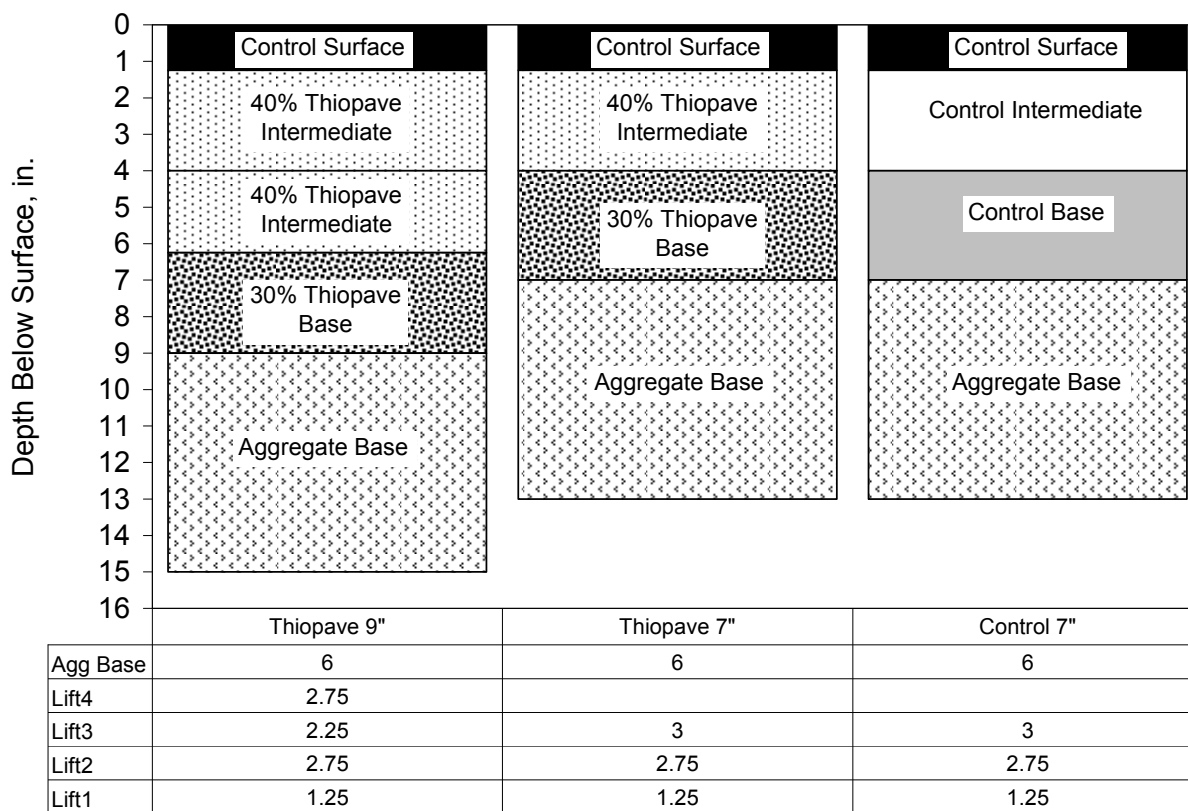 Depth Below Surface, in.
0
1
2
3
4
5
6
7
8
9
10
11
12
13
14
15
16
Control Surface
40% Thiopave
Intermediate
40% Thiopave
Intermediate
30% Thiopave
Base
Aggregate Base
Control Surface
40% Thiopave
Intermediate
30% Thiopave
Base
Aggregate Base
Control Surface
Control Intermediate
Control Base
Aggregate Base
Thiopave 9" Thiopave 7" Control 7"
Agg Base 6 6 6
Lift4 2.75
Lift3 2.25 3 3
Lift2 2.75 2.75 2.75
Lift1 1.25 1.25 1.25